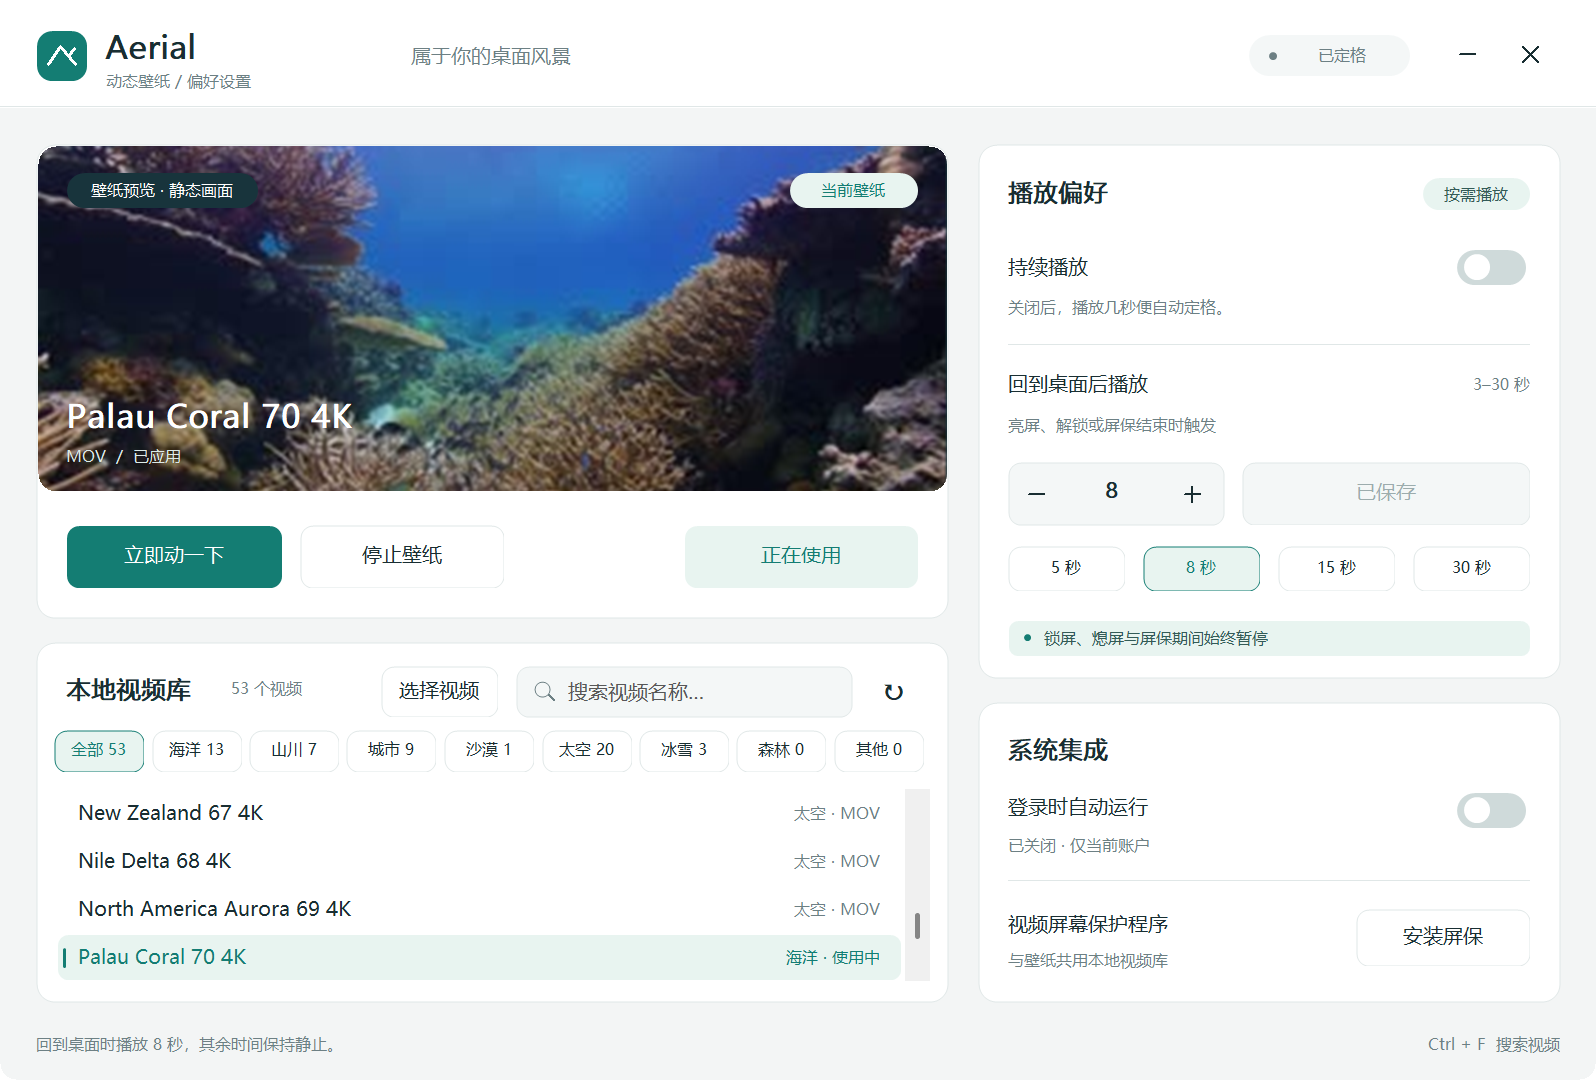 Aerial
动态壁纸 / 偏好设置
属于你的桌面风景
已定格
壁纸预览 · 静态画面
当前壁纸
Palau Coral 70 4K
MOV / 已应用
立即动一下
停止壁纸
正在使用
本地视频库
53 个视频
选择视频
搜索视频名称...
全部 53
海洋 13
山川 7
城市 9
沙漠 1
太空 20
冰雪 3
森林 0
其他 0
New Zealand 67 4K
太空 · MOV
Nile Delta 68 4K
太空 · MOV
North America Aurora 69 4K
太空 · MOV
Palau Coral 70 4K
海洋 · 使用中
播放偏好
按需播放
持续播放
关闭后，播放几秒便自动定格。
回到桌面后播放
3–30 秒
亮屏、解锁或屏保结束时触发
8
已保存
5 秒
8 秒
15 秒
30 秒
锁屏、熄屏与屏保期间始终暂停
系统集成
登录时自动运行
已关闭 · 仅当前账户
视频屏幕保护程序
与壁纸共用本地视频库
安装屏保
回到桌面时播放 8 秒，其余时间保持静止。
Ctrl + F 搜索视频